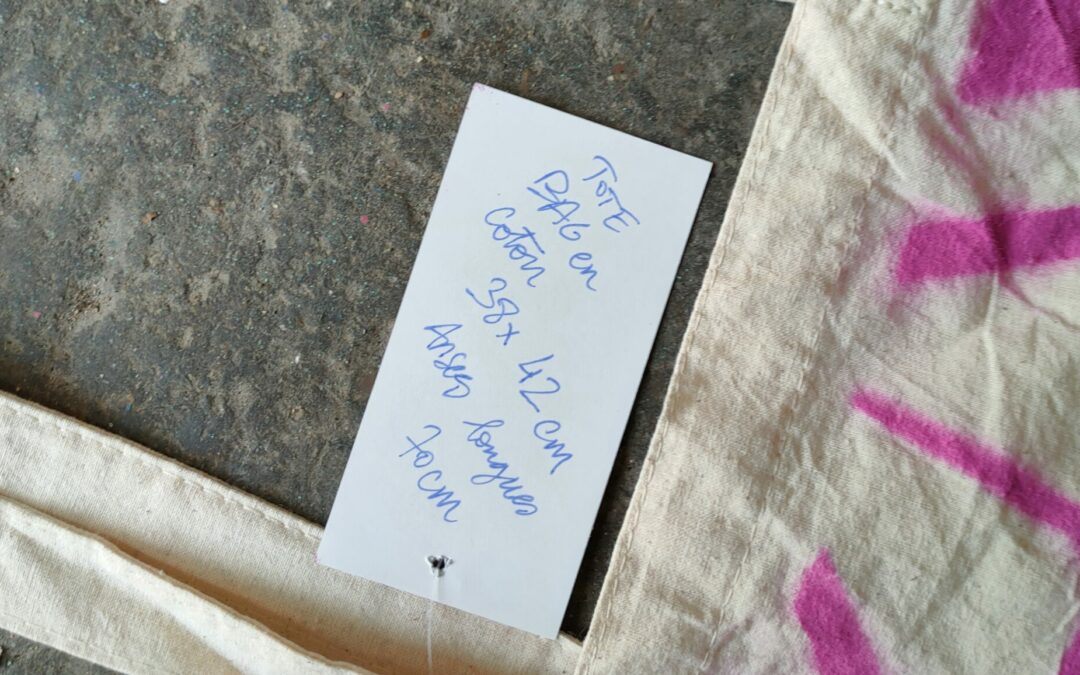 TOTE
BAG en
coton
38x 42 cm
Anses longues
70cm